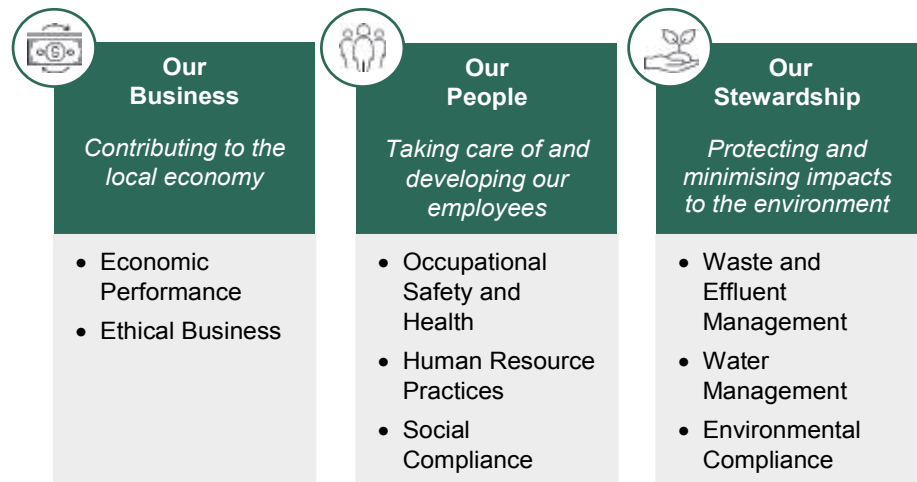 Our
Business
Contributing to the
local economy
• Economic
Performance
• Ethical Business
Our
People
Taking care of and
developing our
employees
• Occupational
Safety and
Health
• Human Resource
Practices
• Social
Compliance
Our
Stewardship
Protecting and
minimising impacts
to the environment
• Waste and
Effluent
Management
• Water
Management
• Environmental
Compliance